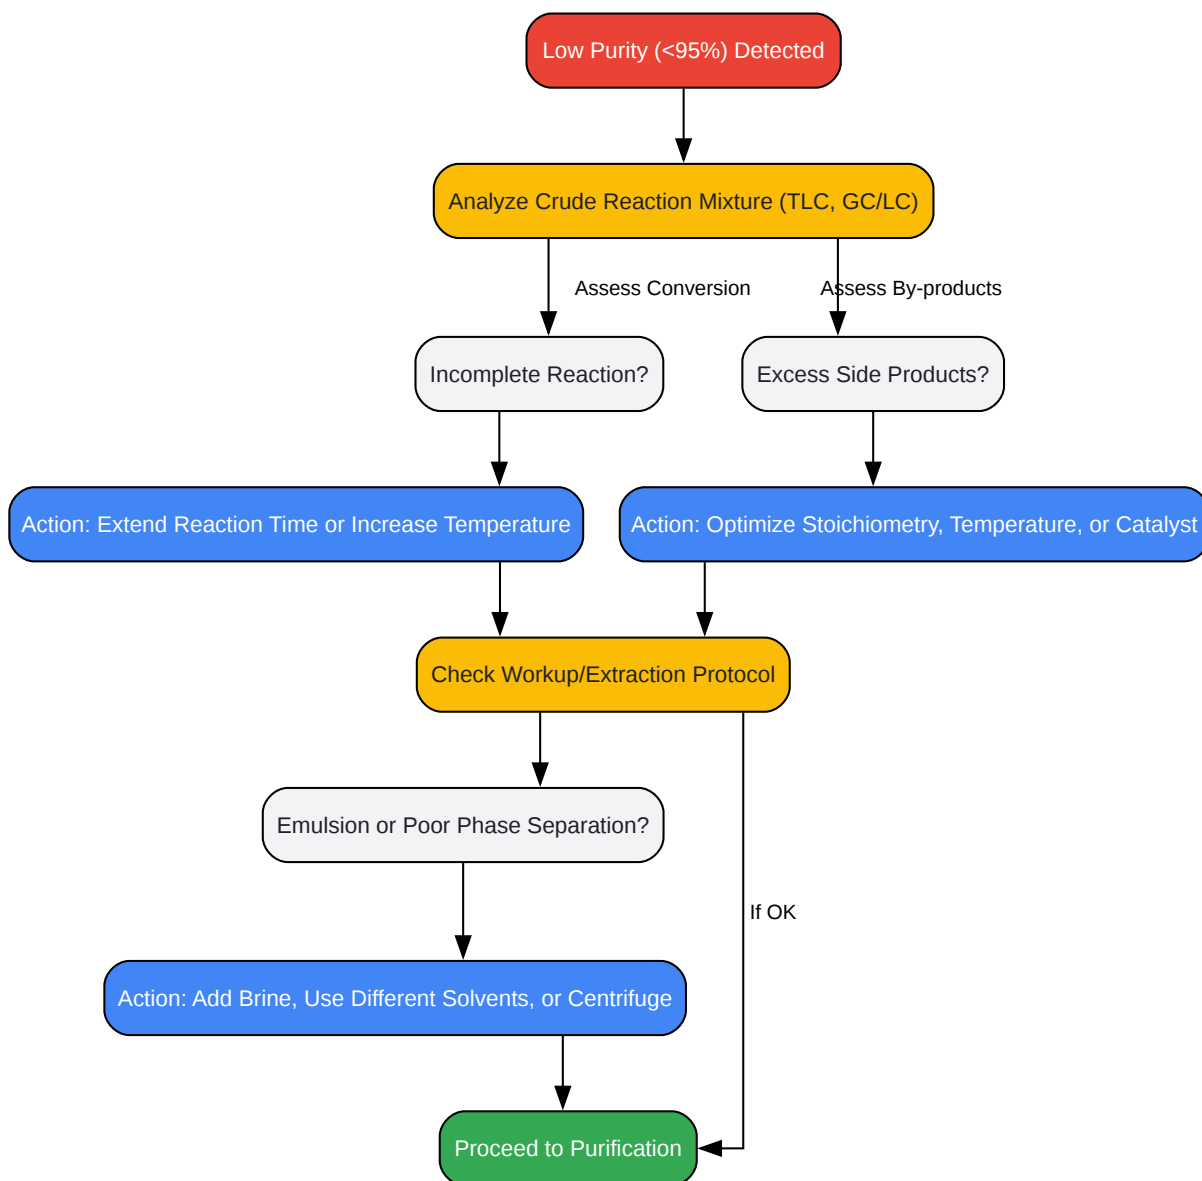 Low Purity (<95%) Detected
Analyze Crude Reaction Mixture (TLC, GC/LC)
Assess Conversion
Assess By-products
Incomplete Reaction?
Excess Side Products?
Action: Extend Reaction Time or Increase Temperature
Action: Optimize Stoichiometry, Temperature, or Catalyst
Check Workup/Extraction Protocol
Emulsion or Poor Phase Separation?
If OK
Action: Add Brine, Use Different Solvents, or Centrifuge
Proceed to Purification